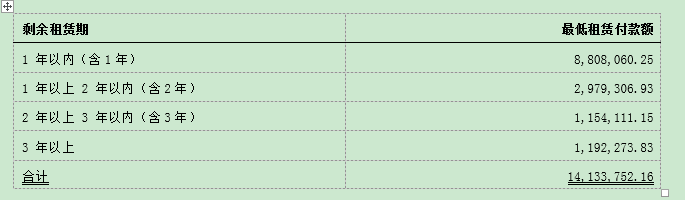 剩余租赁期 最低租赁付款额
1 年以内（含1年） 8,808,060.25
1 年以上 2 年以内（含2年） 2,979,306.93
2 年以上 3 年以内（含3年） 1,154,111.15
3 年以上 1,192,273.83
合计 14,133,752.16